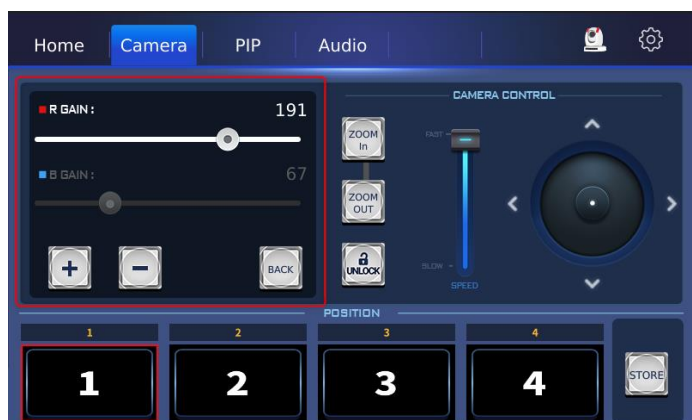 Home Camera PIP Audio
R GAIN : 191
B GAIN : 67
+ - BACK
CAMERA CONTROL
ZOOM
In
ZOOM
OUT
UNLOCK
FAST -
SLOW -
SPEED
POSITION
1 2 3 4
1 2 3 4
STORE